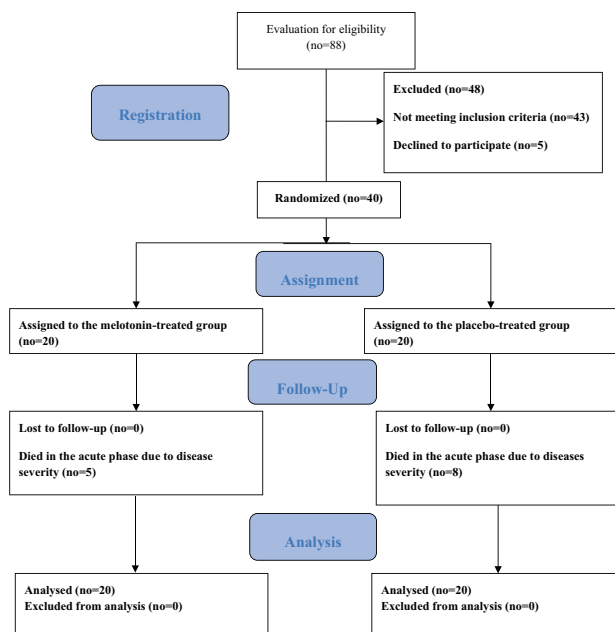 Evaluation for eligibility
(no=88)
Registration
Excluded (no=48)
Not meeting inclusion criteria (no=43)
Declined to participate (no=5)
Randomized (no=40)
Assignment
Assigned to the melotonin-treated group
(no=20)
Assigned to the placebo-treated group
(no=20)
Follow-Up
Lost to follow-up (no=0)
Died in the acute phase due to disease
severity (no=5)
Lost to follow-up (no=0)
Died in the acute phase due to diseases
severity (no=8)
Analysis
Analysed (no=20)
Excluded from analysis (no=0)
Analysed (no=20)
Excluded from analysis (no=0)